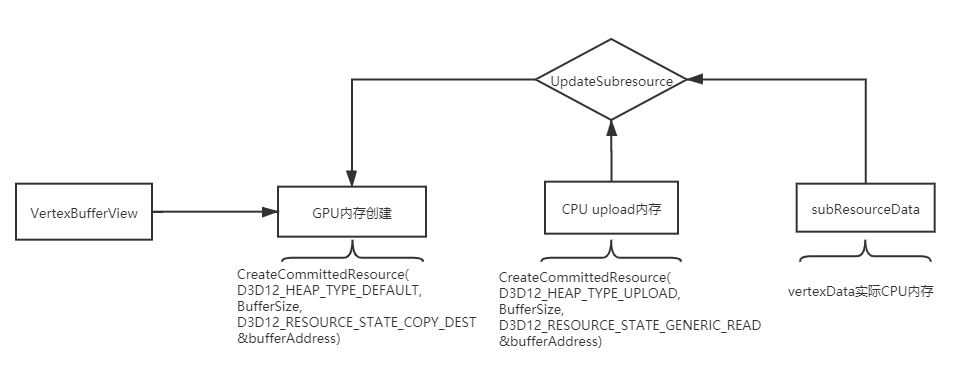 UpdateSubresource
VertexBufferView
GPU内存创建
CPU upload内存
subResourceData
CreateCommittedResource(
D3D12_HEAP_TYPE_DEFAULT,
BufferSize,
D3D12_RESOURCE_STATE_COPY_DEST
&bufferAddress)
CreateCommittedResource(
D3D12_HEAP_TYPE_UPLOAD,
BufferSize,
D3D12_RESOURCE_STATE_GENERIC_READ
&bufferAddress)
vertexData实际CPU内存